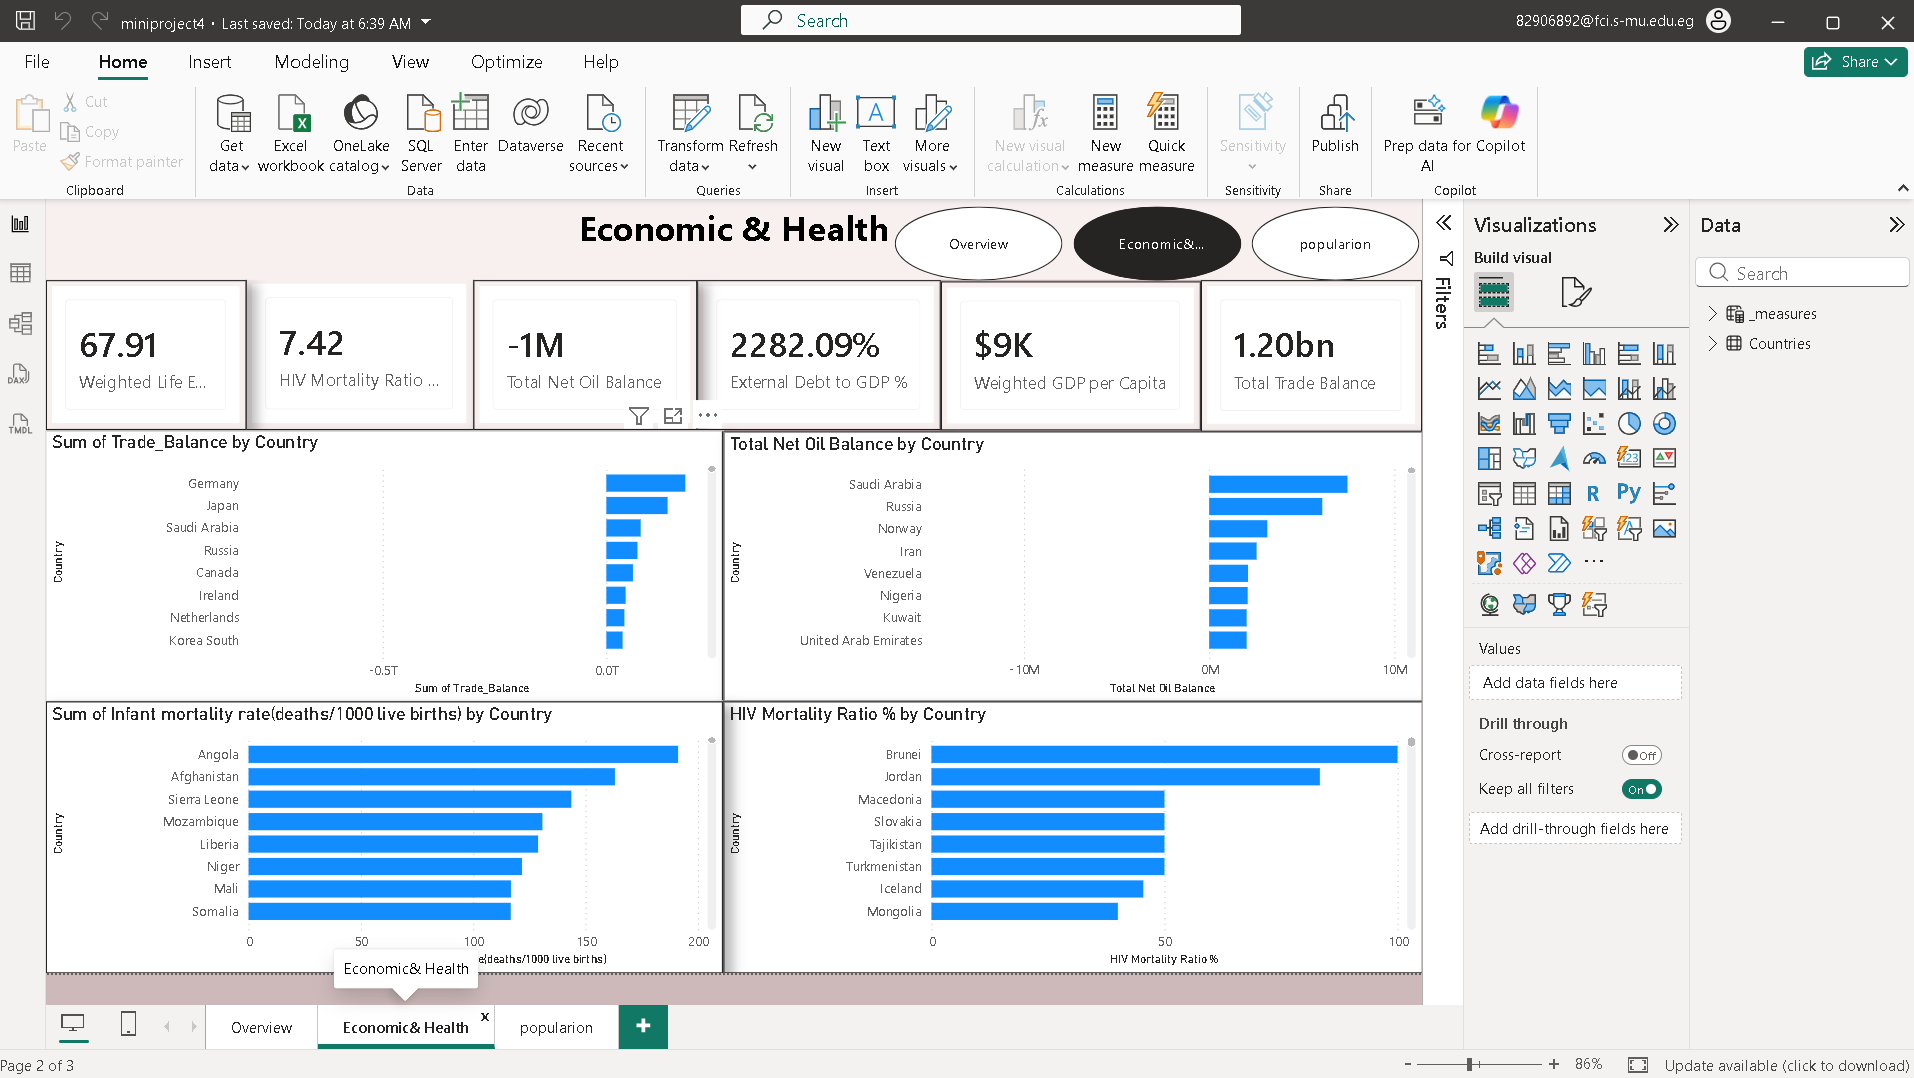 miniproject4 • Last saved: Today at 6:39 AM
Search
82906892@fci.s-mu.edu.eg
File
Home
Insert
Modeling
View
Optimize
Help
Share
Paste
Cut
Copy
Format painter
Clipboard
Get data
Excel workbook
OneLake catalog
SQL Server
Enter data
Dataverse
Recent sources
Data
Transform data
Refresh
Queries
New visual
Text box
More visuals
Insert
New visual calculation
New measure
Quick measure
Calculations
Sensitivity
Sensitivity
Publish
Share
Prep data for AI
Copilot
Copilot
DAX
TMDL
Economic & Health
Overview
Economic&...
popularion
67.91
Weighted Life E...
7.42
HIV Mortality Ratio ...
-1M
Total Net Oil Balance
2282.09%
External Debt to GDP %
$9K
Weighted GDP per Capita
1.20bn
Total Trade Balance
Sum of Trade_Balance by Country
Country
Germany
Japan
Saudi Arabia
Russia
Canada
Ireland
Netherlands
Korea South
-0.5T
0.0T
Sum of Trade_Balance
Total Net Oil Balance by Country
Country
Saudi Arabia
Russia
Norway
Iran
Venezuela
Nigeria
Kuwait
United Arab Emirates
-10M
0M
10M
Total Net Oil Balance
Sum of Infant mortality rate(deaths/1000 live births) by Country
Country
Angola
Afghanistan
Sierra Leone
Mozambique
Liberia
Niger
Mali
Somalia
0
50
100
150
200
e(deaths/1000 live births)
HIV Mortality Ratio % by Country
Country
Brunei
Jordan
Macedonia
Slovakia
Tajikistan
Turkmenistan
Iceland
Mongolia
0
50
100
HIV Mortality Ratio %
Economic& Health
Filters
Visualizations
Build visual
123
R
Py
Values
Add data fields here
Drill through
Cross-report
Off
Keep all filters
On
Add drill-through fields here
Data
Search
_measures
Countries
Overview
Economic& Health
x
popularion
+
Page 2 of 3
-
+
86%
Update available (click to download)